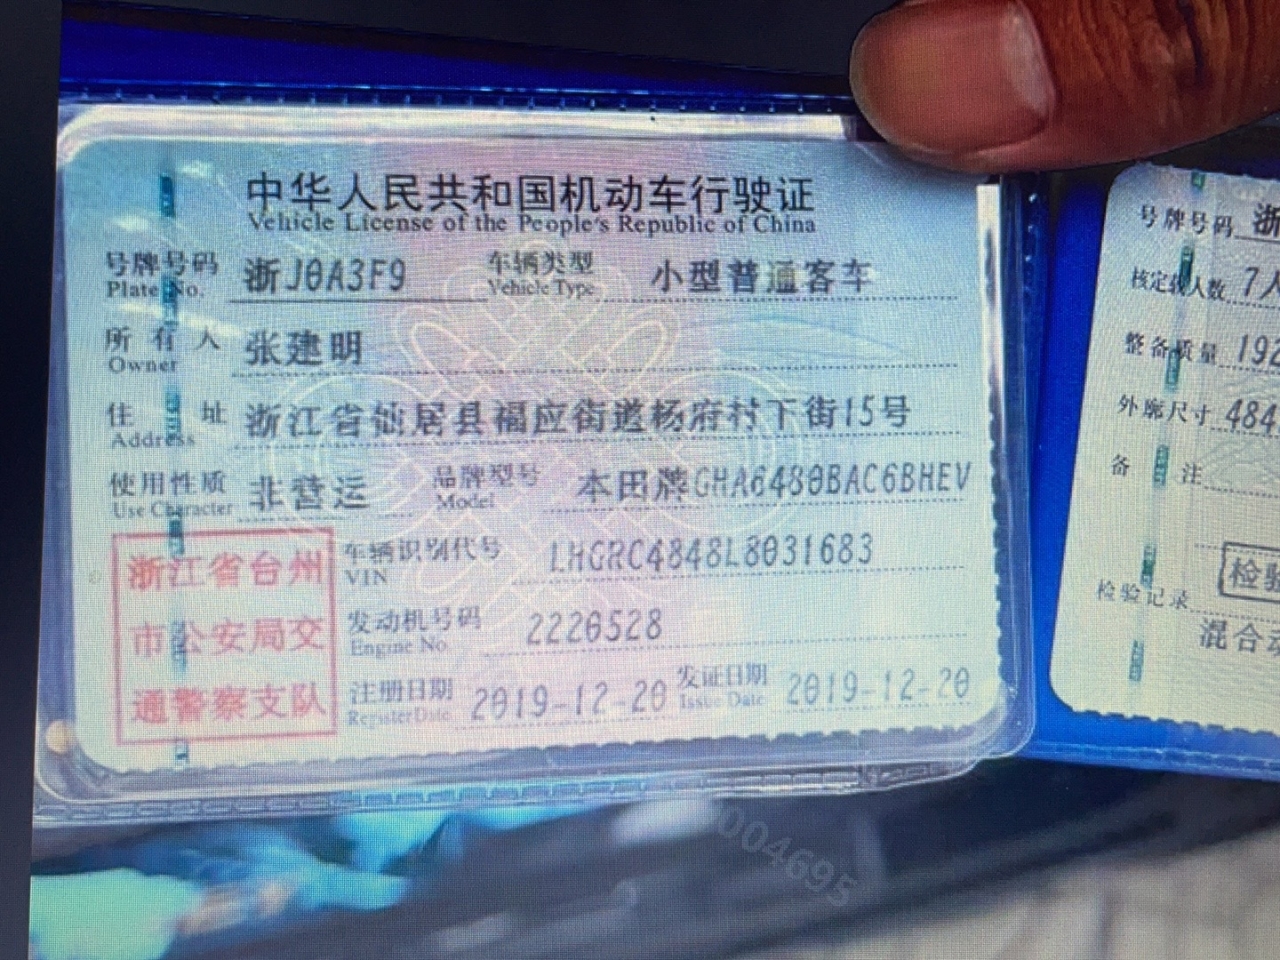 中华人民共和国机动车行驶证
Vehicle License of the People's Republic of China
号牌号码 浙J0A3F9 车辆类型 小型普通客车
Plate No. Vehicle Type
所有人 张建明
Owner
住址 浙江省仙居县福应街道杨府村下街15号
Address
使用性质 非营运 品牌型号 本田牌GHA6480BAC6BHEV
Use Character Model
浙江省台州
市公安局交
通警察支队
车辆识别代号 LHGRC4848L8031683
VIN
发动机号码 2220528
Engine No.
注册日期 2019-12-20 发证日期 2019-12-20
Register Date Issue Date
号牌号码 浙
核定载人数 7人
整备质量 192
外廓尺寸 484
备注
检验
检验记录
混合动
004695